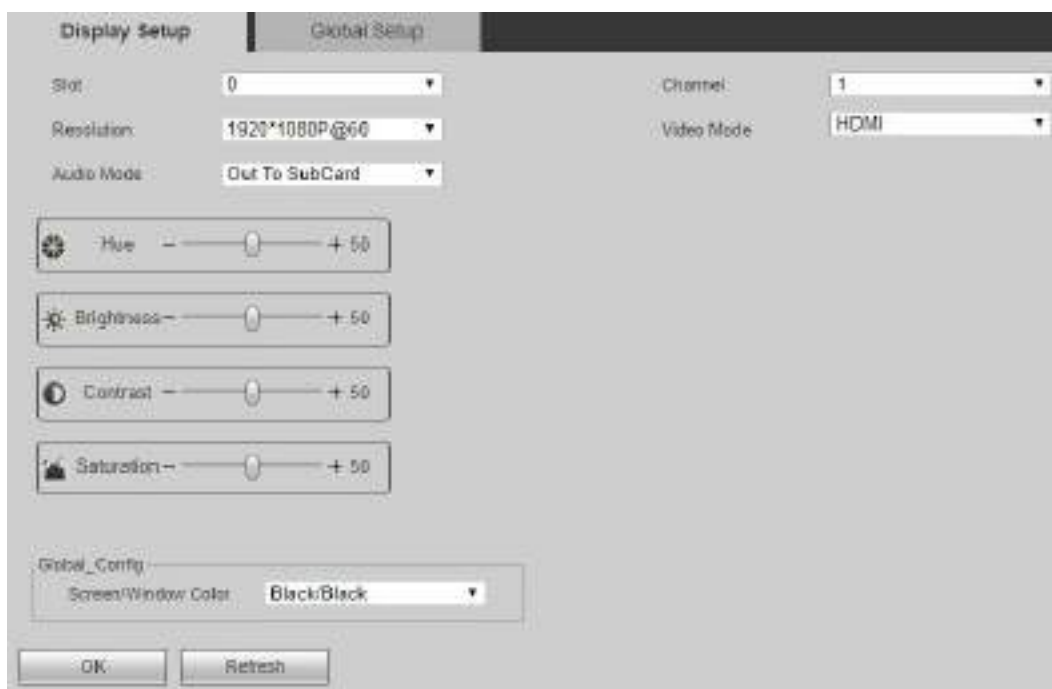 Display Setup Global Setup
Slot 0 Channel 1
Resolution 1920*1080P@60 Video Mode HDMI
Audio Mode Out To SubCard
Hue - + 50
Brightness - + 50
Contrast - + 50
Saturation - + 50
Global_Config
Screen/Window Color Black/Black
OK Refresh